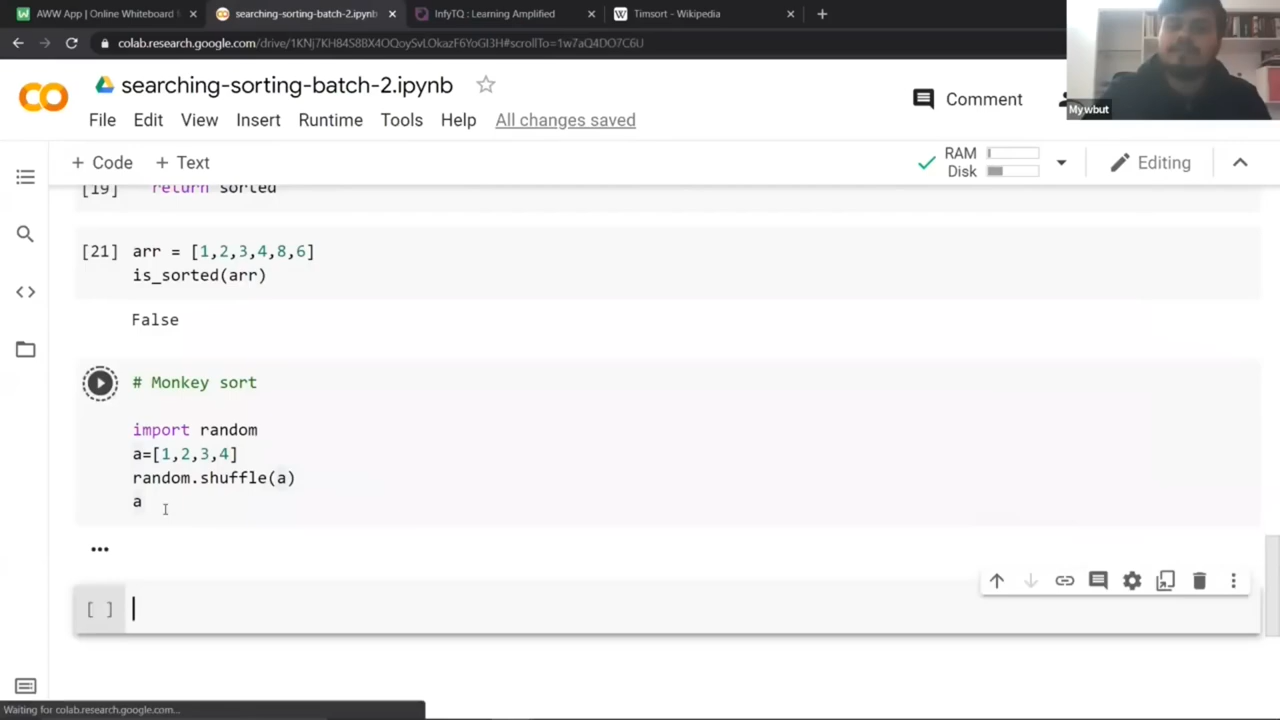 AWW App | Online Whiteboard
searching-sorting-batch-2.ipynb
InfyTQ : Learning Amplified
Timsort - Wikipedia
colab.research.google.com/drive/1KNj7KH84S8BX4OQoySvLOkazF6YoGI3H#scrollTo=1w7aQ4DO7C6U
searching-sorting-batch-2.ipynb
Comment
Mywbut
File Edit View Insert Runtime Tools Help All changes saved
+ Code + Text
RAM
Disk
Editing
[19] return sorted
[21] arr = [1,2,3,4,8,6]
is_sorted(arr)
False
# Monkey sort
import random
a=[1,2,3,4]
random.shuffle(a)
a
...
[ ]
Waiting for colab.research.google.com...